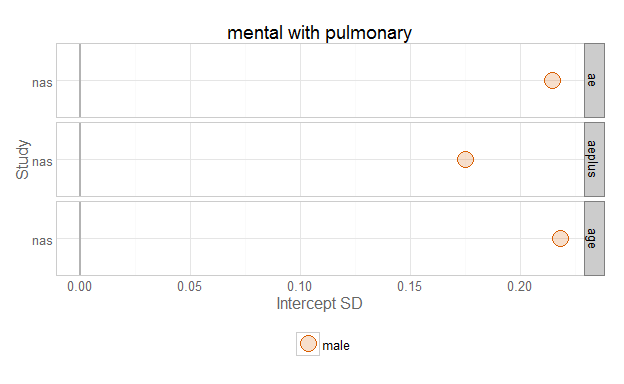 mental with pulmonary
nas
ae
Study
nas
aeplus
nas
age
0.00 0.05 0.10 0.15 0.20
Intercept SD
male